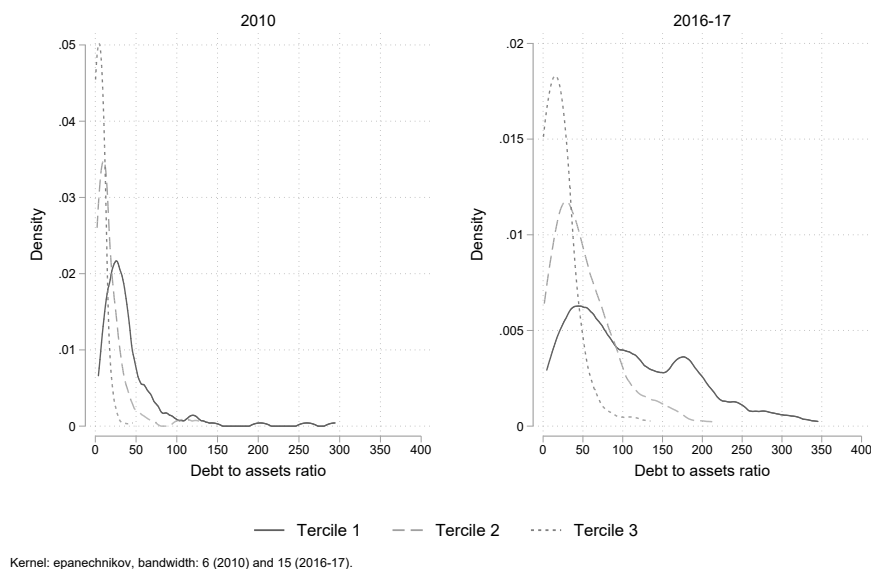 2010
2016-17
.05
.04
.03
.02
.01
0
Density
0 50 100 150 200 250 300 350 400
Debt to assets ratio
.02
.015
.01
.005
0
Density
0 50 100 150 200 250 300 350 400
Debt to assets ratio
Tercile 1 Tercile 2 Tercile 3
Kernel: epanechnikov, bandwidth: 6 (2010) and 15 (2016-17).